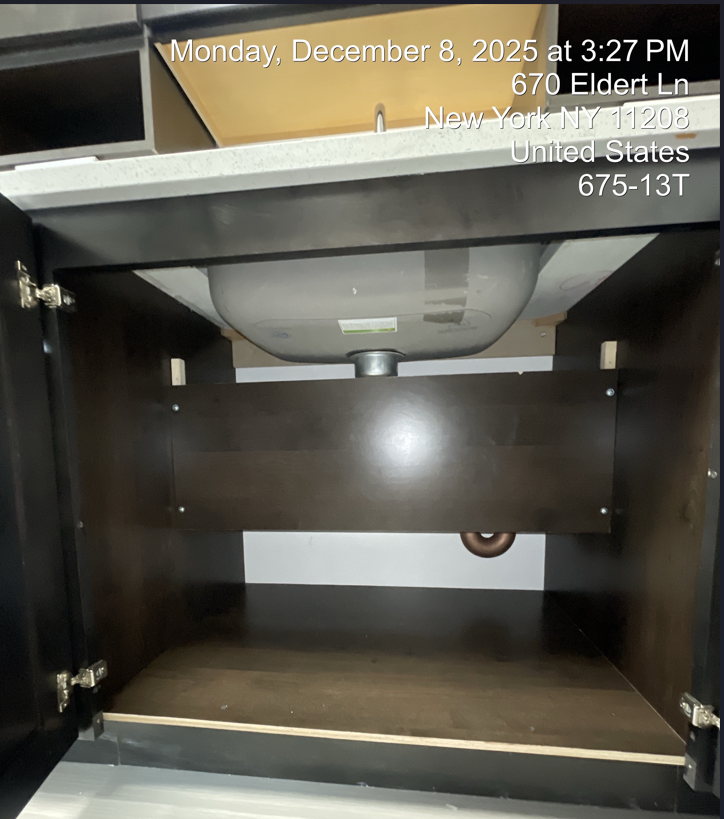 Monday, December 8, 2025 at 3:27 PM
670 Eldert Ln
New York NY 11208
United States
675-13T